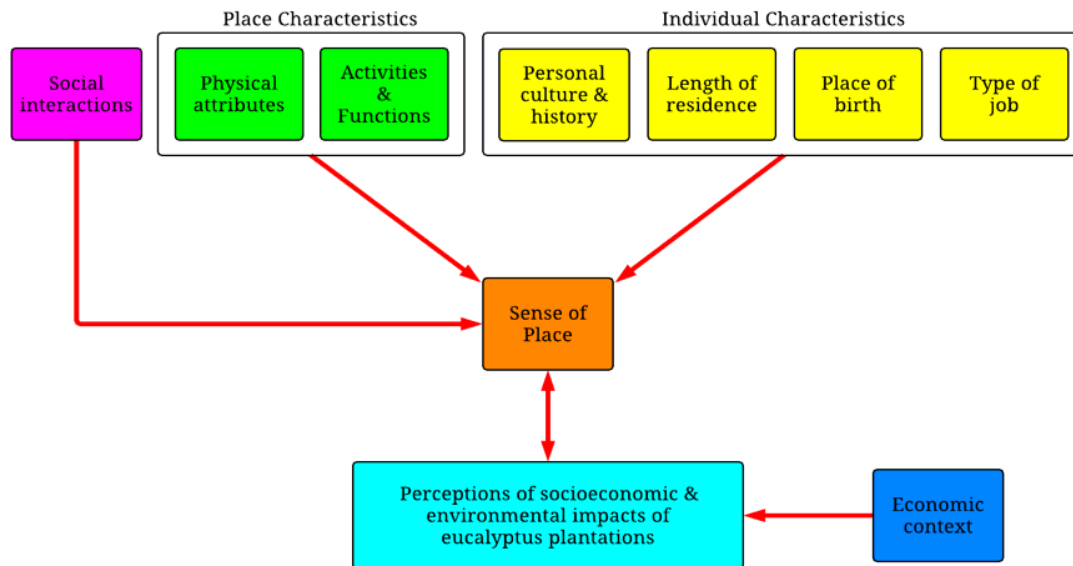 Place Characteristics
Individual Characteristics
Social
interactions
Physical
attributes
Activities
&
Functions
Personal
culture &
history
Length of
residence
Place of
birth
Type of
job
Sense of
Place
Perceptions of socioeconomic &
environmental impacts of
eucalyptus plantations
Economic
context